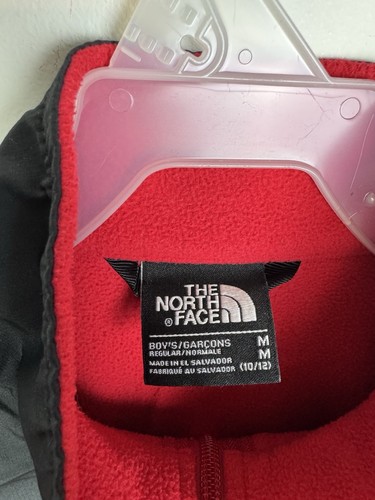 THE
NORTH
® FACE
BOY'S/GARÇONS M
REGULAR/NORMALE M
MADE IN EL SALVADOR
FABRIQUÉ AU SALVADOR (10/12)